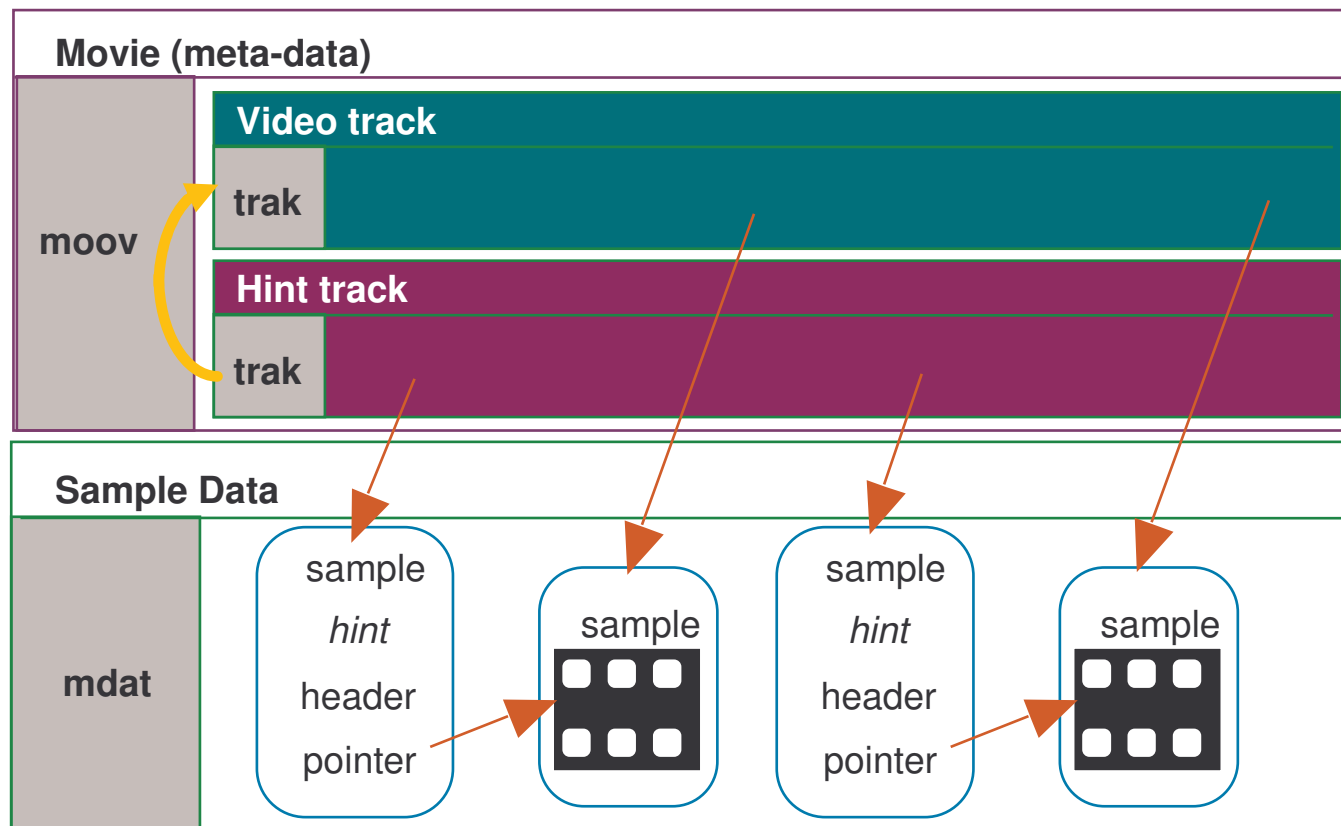 Movie (meta-data)
moov
Video track
trak
Hint track
trak
Sample Data
mdat
sample
hint
header
pointer
sample
sample
hint
header
pointer
sample